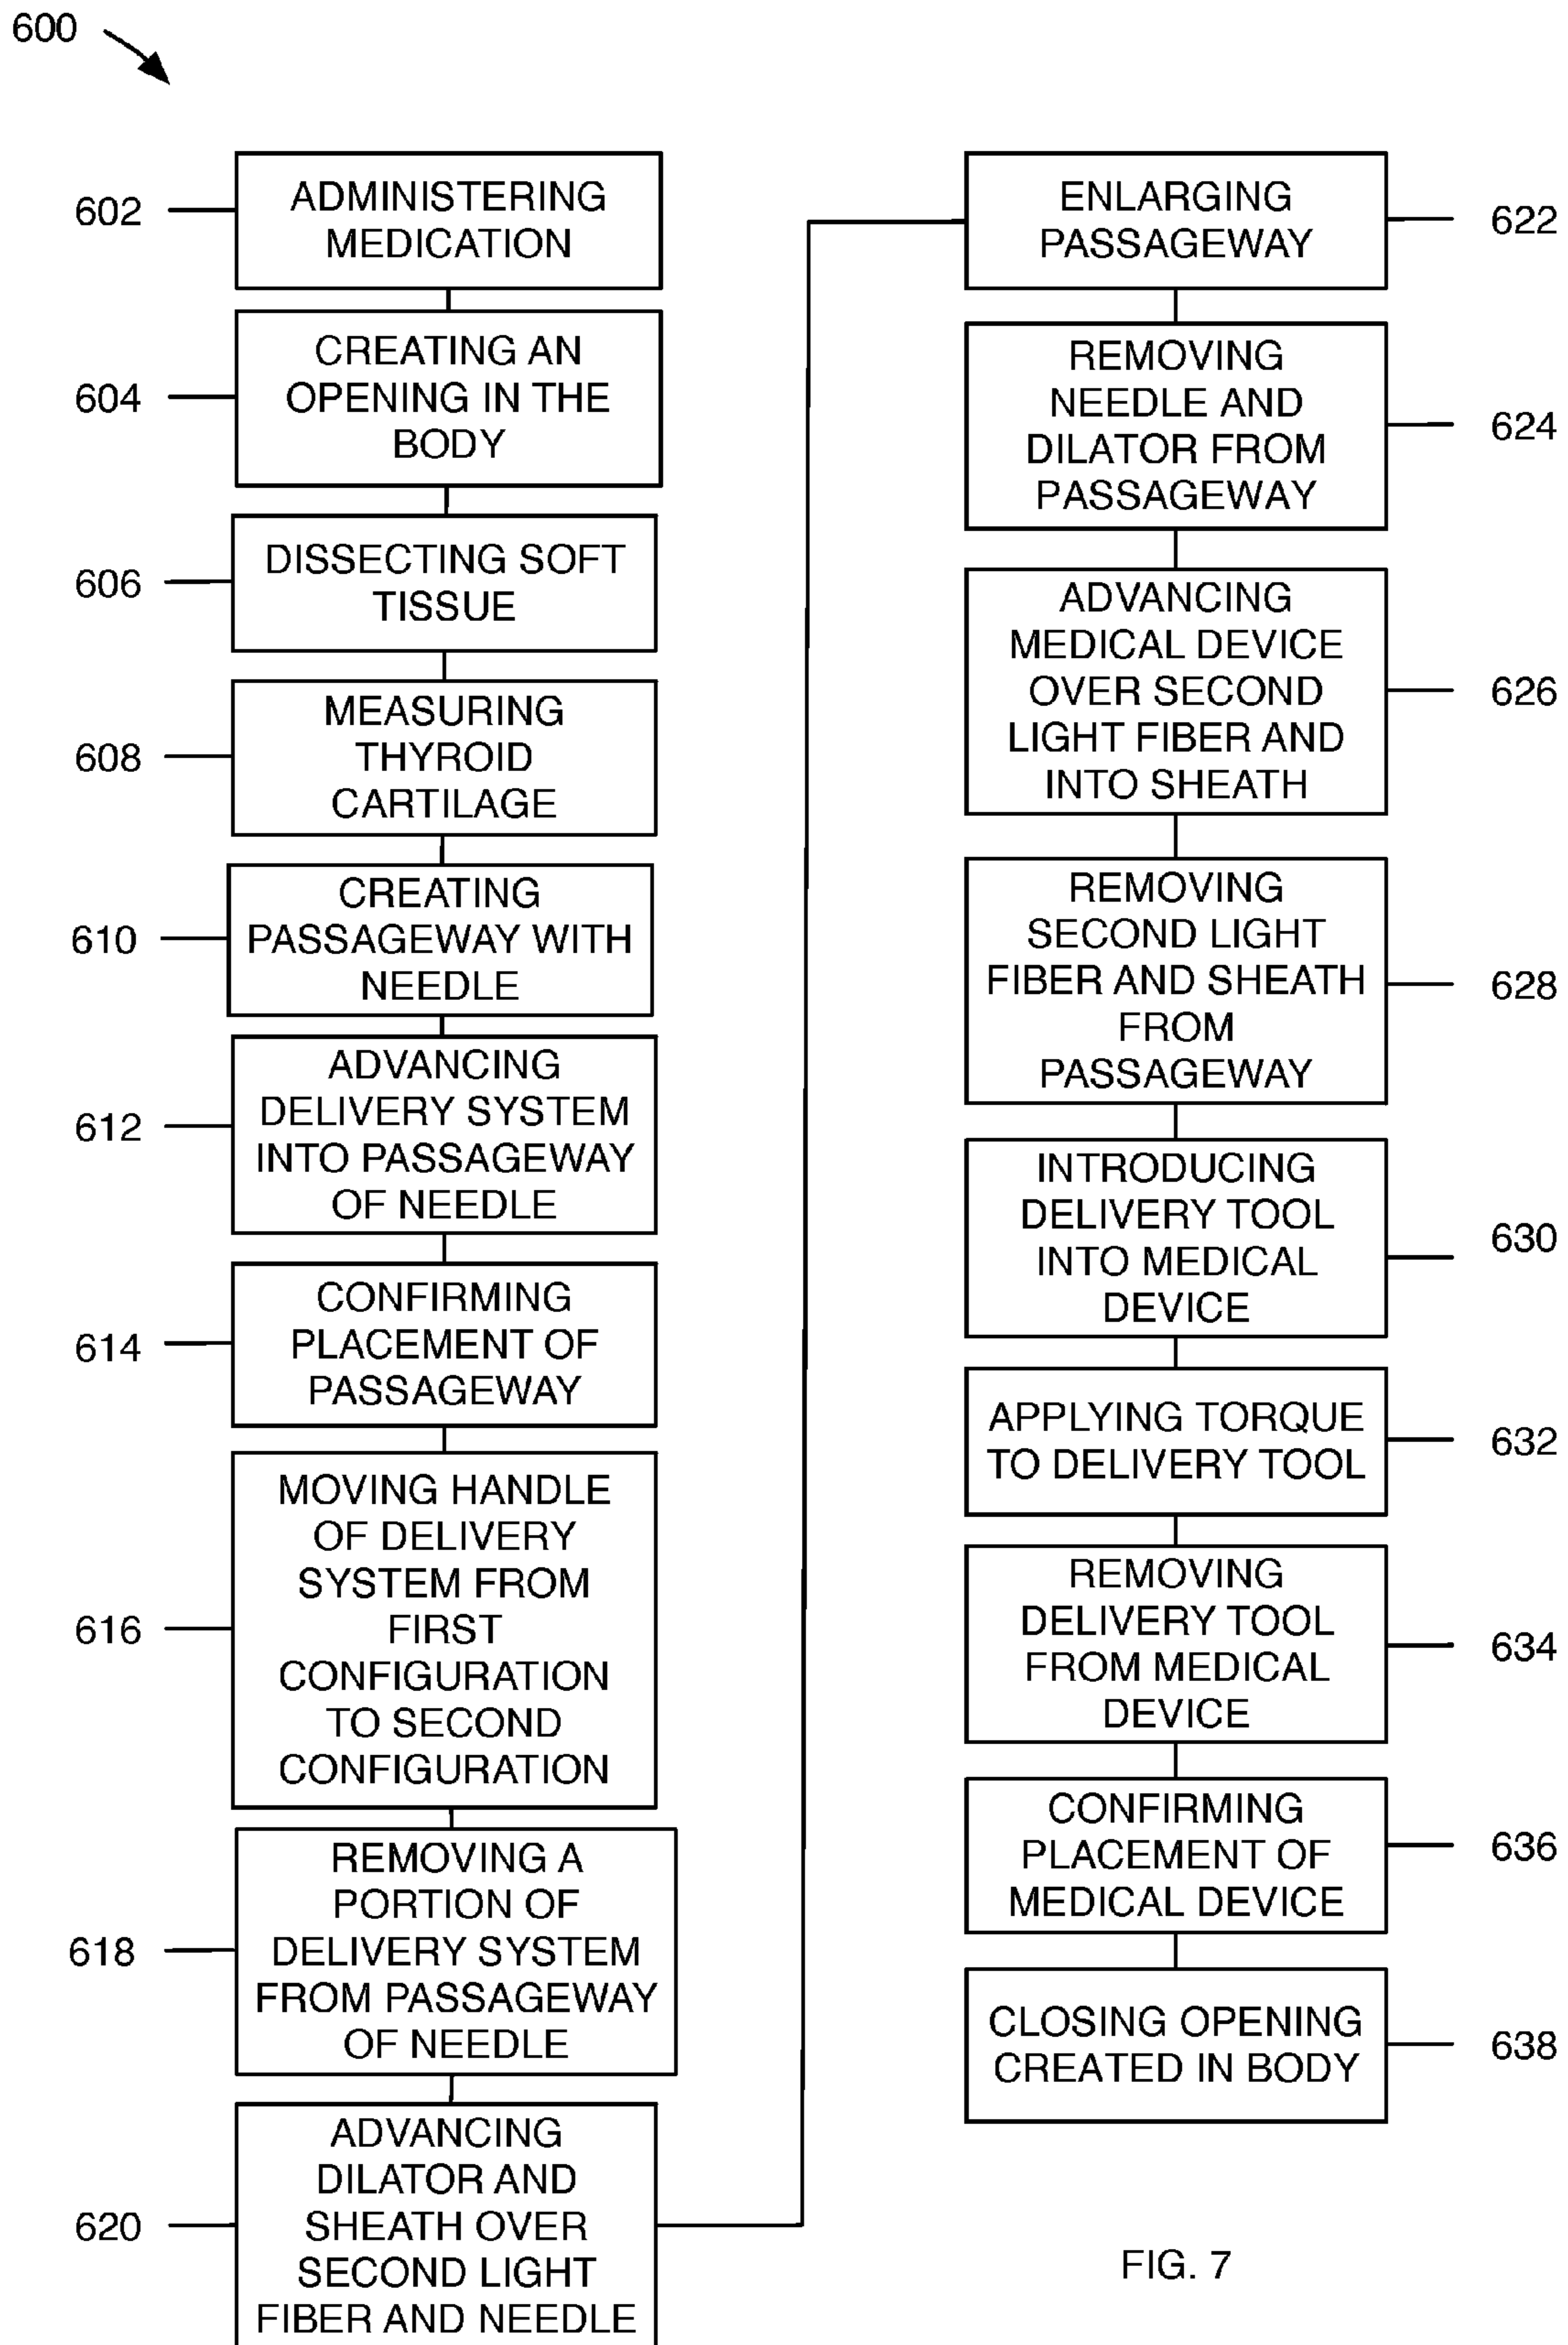 600
602
ADMINISTERING
MEDICATION
604
CREATING AN
OPENING IN THE
BODY
606
DISSECTING SOFT
TISSUE
608
MEASURING
THYROID
CARTILAGE
610
CREATING
PASSAGEWAY WITH
NEEDLE
612
ADVANCING
DELIVERY SYSTEM
INTO PASSAGEWAY
OF NEEDLE
614
CONFIRMING
PLACEMENT OF
PASSAGEWAY
616
MOVING HANDLE
OF DELIVERY
SYSTEM FROM
FIRST
CONFIGURATION
TO SECOND
CONFIGURATION
618
REMOVING A
PORTION OF
DELIVERY SYSTEM
FROM PASSAGEWAY
OF NEEDLE
620
ADVANCING
DILATOR AND
SHEATH OVER
SECOND LIGHT
FIBER AND NEEDLE
ENLARGING
PASSAGEWAY
622
REMOVING
NEEDLE AND
DILATOR FROM
PASSAGEWAY
624
ADVANCING
MEDICAL DEVICE
OVER SECOND
LIGHT FIBER AND
INTO SHEATH
626
REMOVING
SECOND LIGHT
FIBER AND SHEATH
FROM
PASSAGEWAY
628
INTRODUCING
DELIVERY TOOL
INTO MEDICAL
DEVICE
630
APPLYING TORQUE
TO DELIVERY TOOL
632
REMOVING
DELIVERY TOOL
FROM MEDICAL
DEVICE
634
CONFIRMING
PLACEMENT OF
MEDICAL DEVICE
636
CLOSING OPENING
CREATED IN BODY
638
FIG. 7